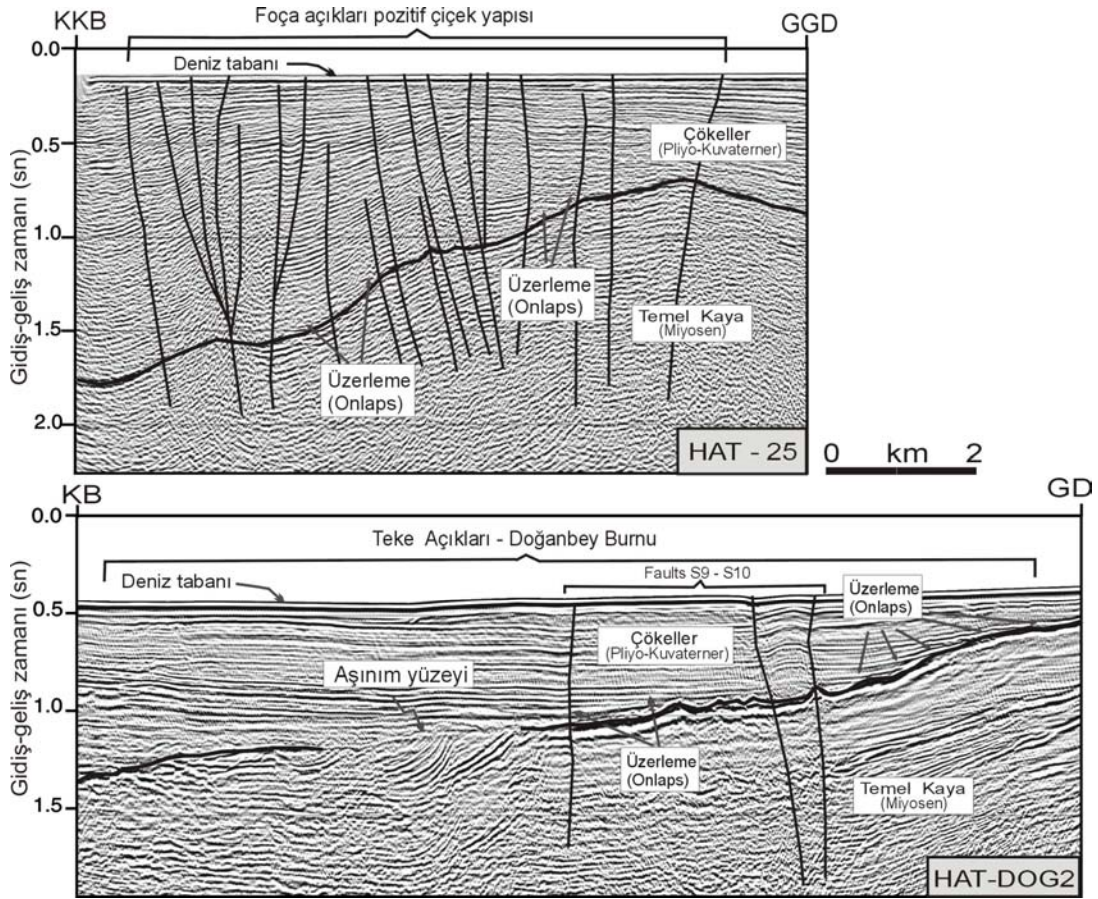 Foça açıkları pozitif çiçek yapısı
KKB
GGD
0.0
Deniz tabanı
0.5
Çökeller
(Pliyo-Kuvaterner)
1.0
Üzerleme
(Onlaps)
Temel Kaya
(Miyosen)
1.5
Üzerleme
(Onlaps)
2.0
Gidiş-geliş zamanı (sn)
HAT - 25
0 km 2
KB
GD
0.0
Teke Açıkları - Doğanbey Burnu
Deniz tabanı
Faults S9 - S10
Üzerleme
(Onlaps)
0.5
Çökeller
(Pliyo-Kuvaterner)
Aşınım yüzeyi
1.0
Üzerleme
(Onlaps)
Temel Kaya
(Miyosen)
1.5
Gidiş-geliş zamanı (sn)
HAT-DOG2